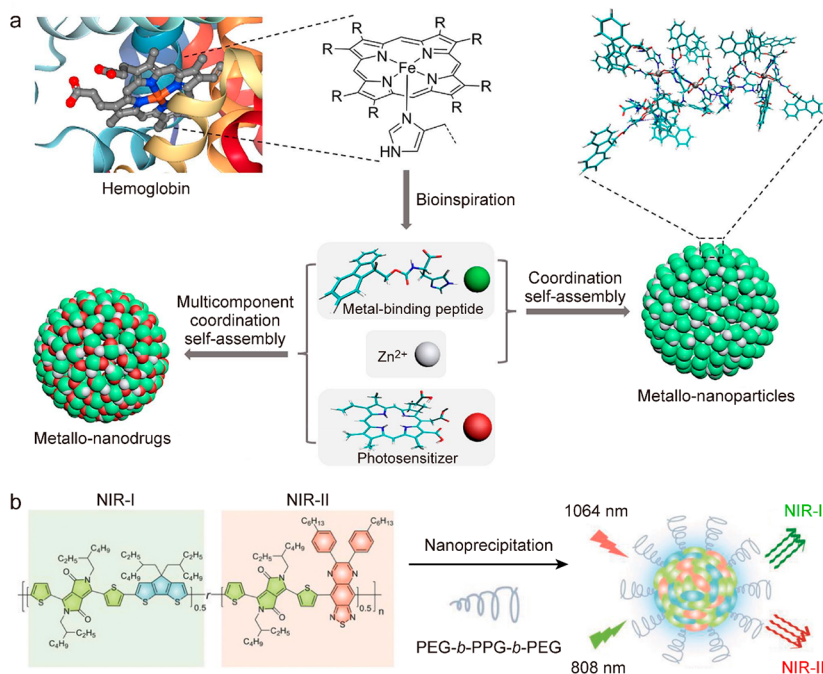 a
Hemoglobin
R
R
R
R
R
R
R
R
N
N
N
N
Fe
N
HN
Bioinspiration
Metal-binding peptide
Zn²⁺
Photosensitizer
Multicomponent
coordination
self-assembly
Metallo-nanodrugs
Coordination
self-assembly
Metallo-nanoparticles
b
NIR-I
NIR-II
C₂H₅
C₄H₉
O
N
S
S
N
O
C₄H₉
C₂H₅
C₂H₅
C₂H₅
C₄H₉
C₄H₉
S
S
0.5
r
C₂H₅
C₄H₉
O
N
S
S
N
O
C₄H₉
C₂H₅
C₆H₁₃
C₆H₁₃
N
N
N
N
S
0.5
n
Nanoprecipitation
PEG-b-PPG-b-PEG
1064 nm
808 nm
NIR-I
NIR-II